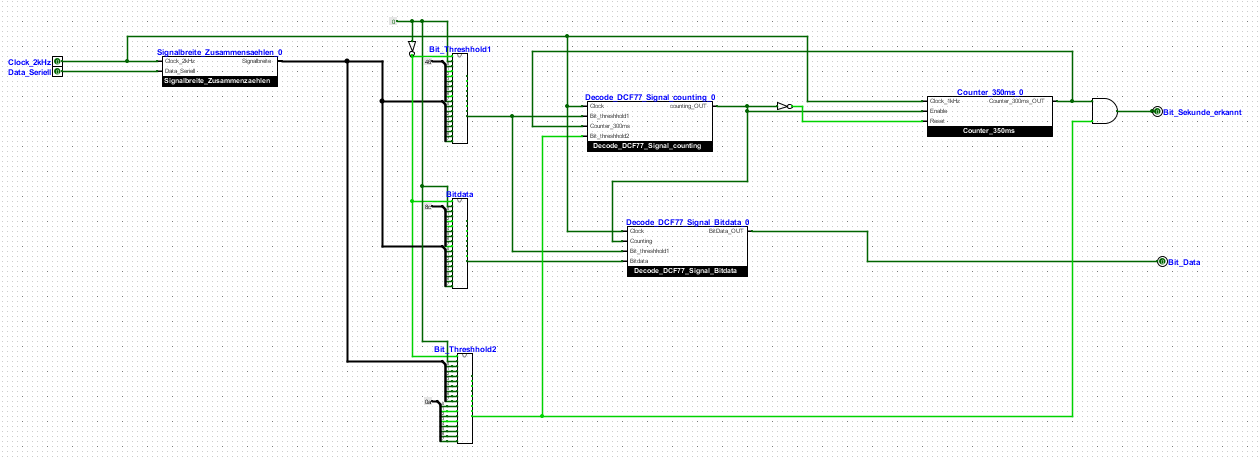 0
Signalbreite_Zusammensaehlen_0
Clock_2kHz
Clock_2kHz
Signalbreite
Data_Seriell
Data_Seriell
Signalbreite_Zusammenzaehlen
Bit_Threshhold1
Decode_DCF77_Signal_counting_0
Clock
counting_OUT
Bit_threshhold1
Counter_300ms
Bit_threshhold2
Decode_DCF77_Signal_counting
Counter_350ms_0
Clock_1kHz
Counter_300ms_OUT
Enable
Reset
Counter_350ms
Bit_Sekunde_erkannt
Bitdata
Decode_DCF77_Signal_Bitdata_0
Clock
BitData_OUT
Counting
Bit_threshhold1
Bitdata
Decode_DCF77_Signal_Bitdata
Bit_Data
Bit_Threshhold2